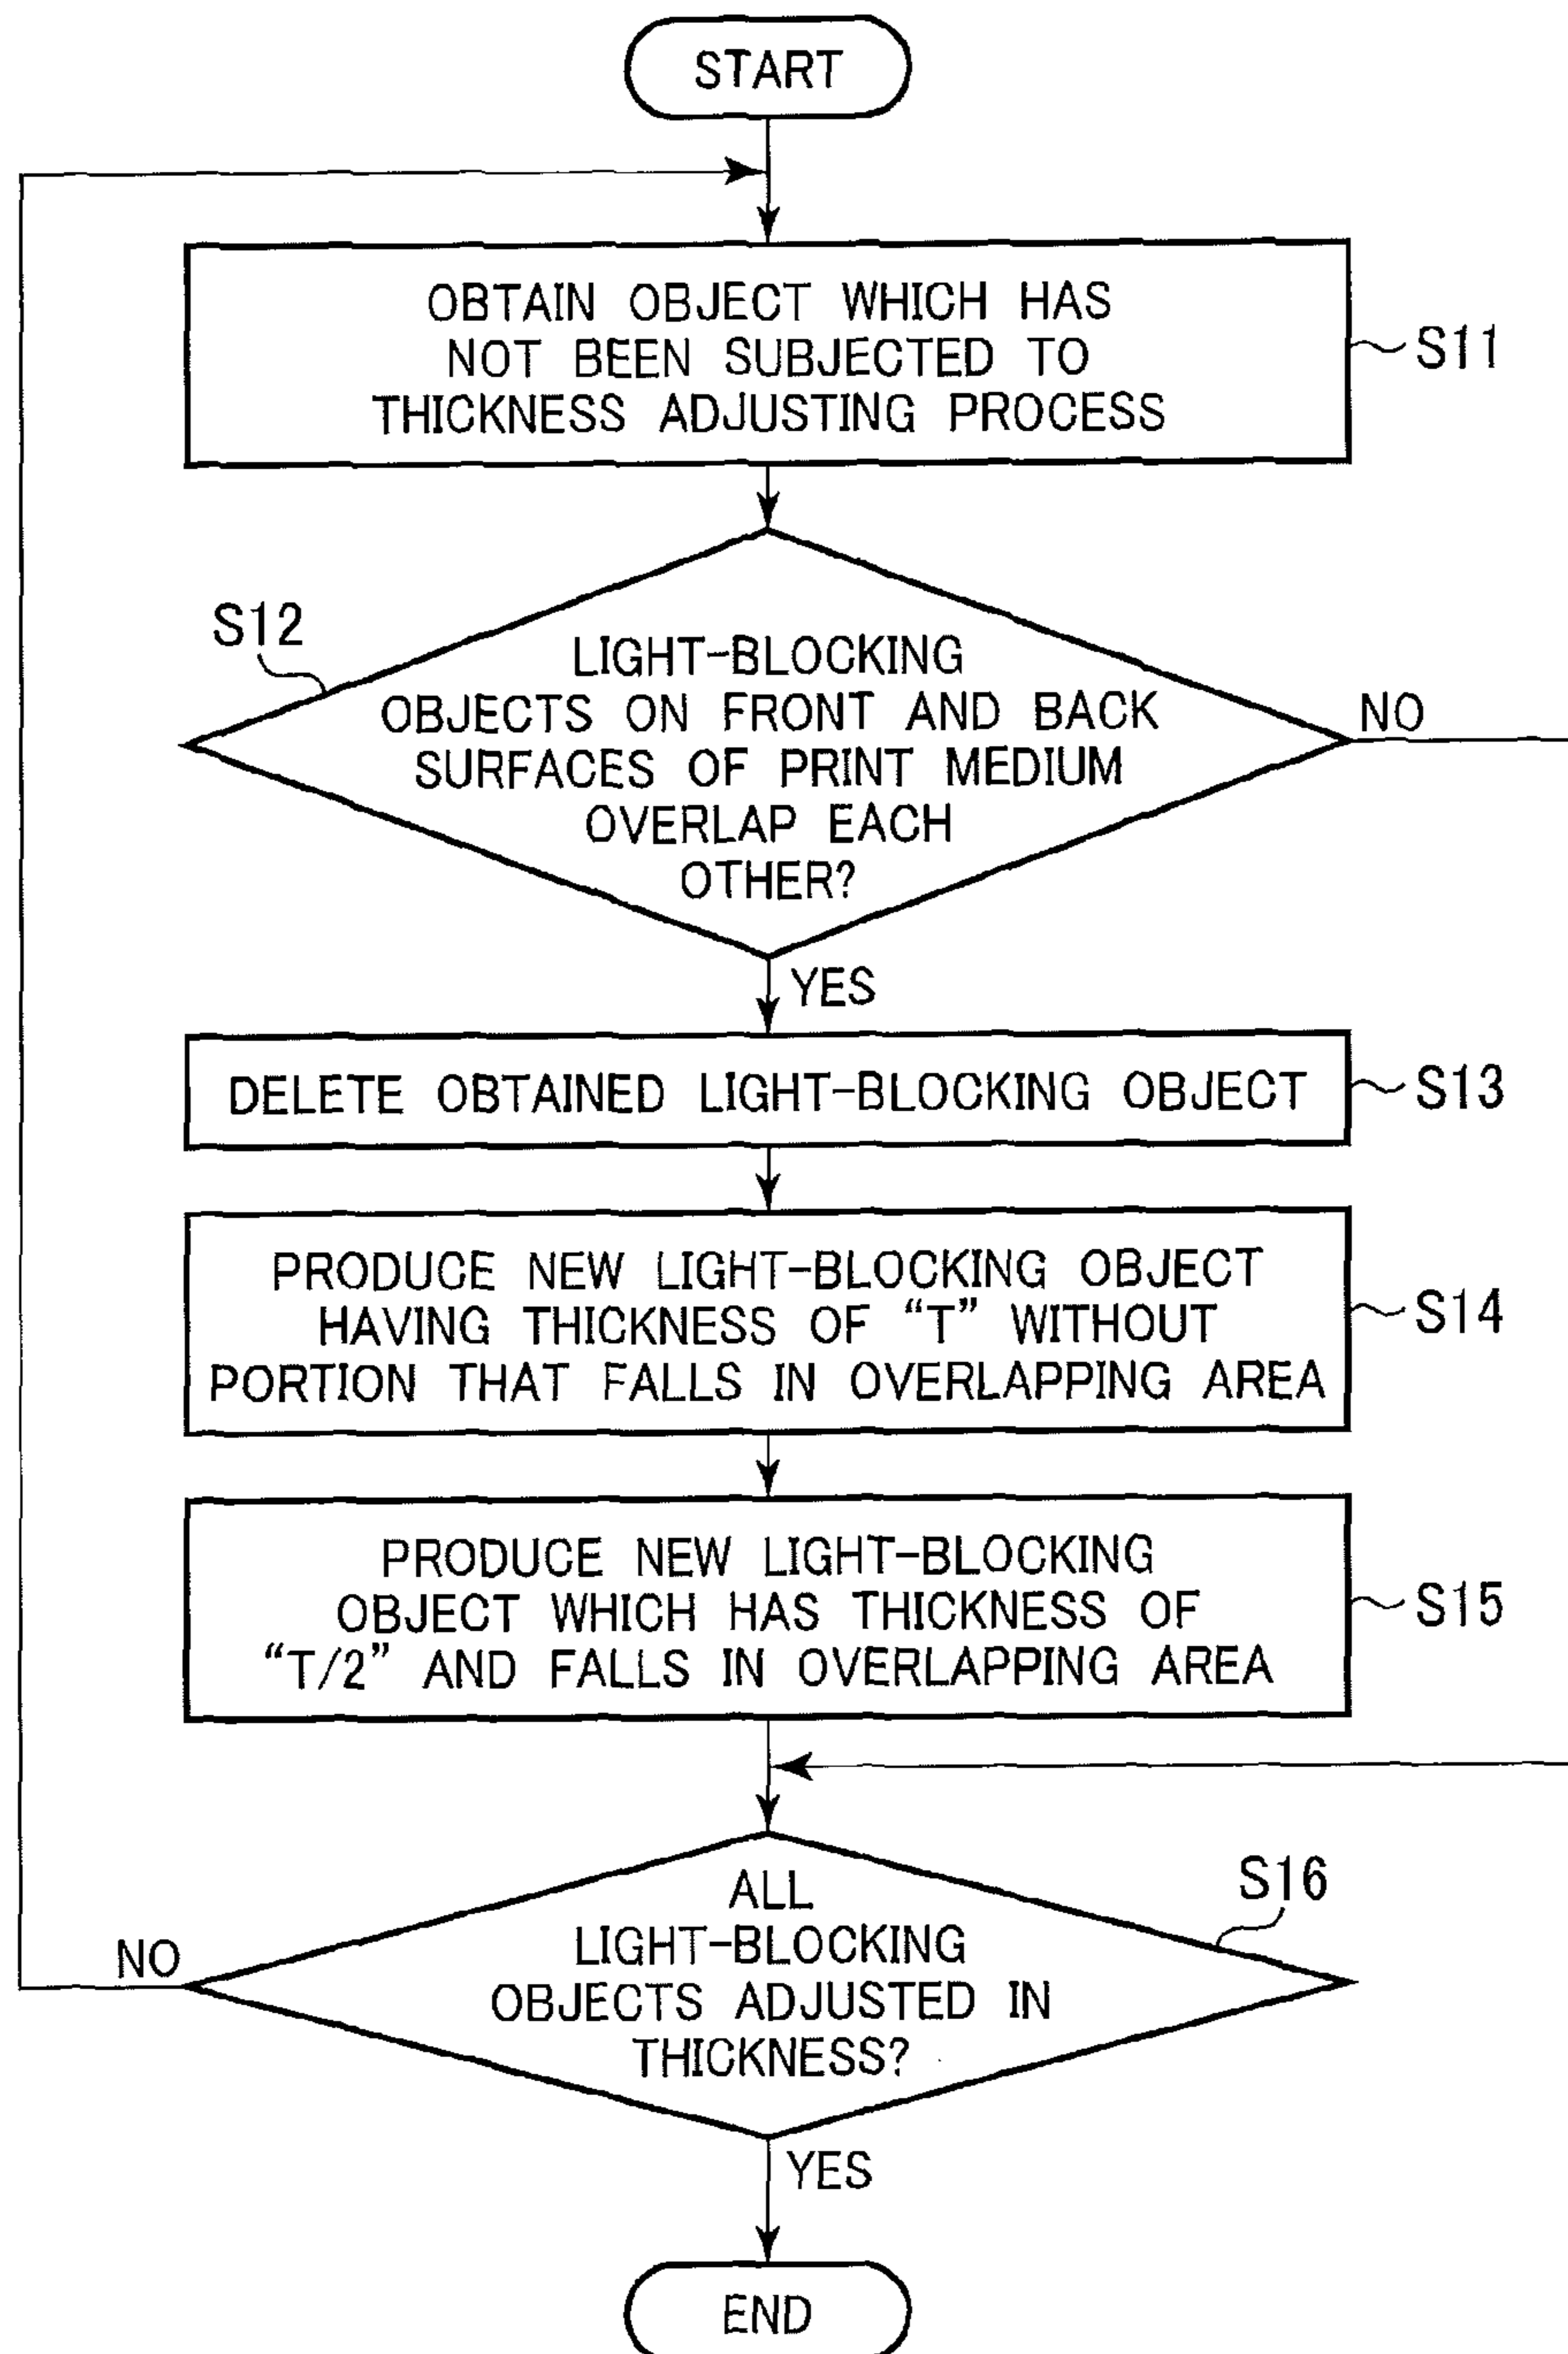 START
OBTAIN OBJECT WHICH HAS
NOT BEEN SUBJECTED TO
THICKNESS ADJUSTING PROCESS
S11
S12
LIGHT-BLOCKING
OBJECTS ON FRONT AND BACK
SURFACES OF PRINT MEDIUM
OVERLAP EACH
OTHER?
NO
YES
DELETE OBTAINED LIGHT-BLOCKING OBJECT
S13
PRODUCE NEW LIGHT-BLOCKING OBJECT
HAVING THICKNESS OF “T” WITHOUT
PORTION THAT FALLS IN OVERLAPPING AREA
S14
PRODUCE NEW LIGHT-BLOCKING
OBJECT WHICH HAS THICKNESS OF
“T/2” AND FALLS IN OVERLAPPING AREA
S15
S16
ALL
LIGHT-BLOCKING
OBJECTS ADJUSTED IN
THICKNESS?
NO
YES
END